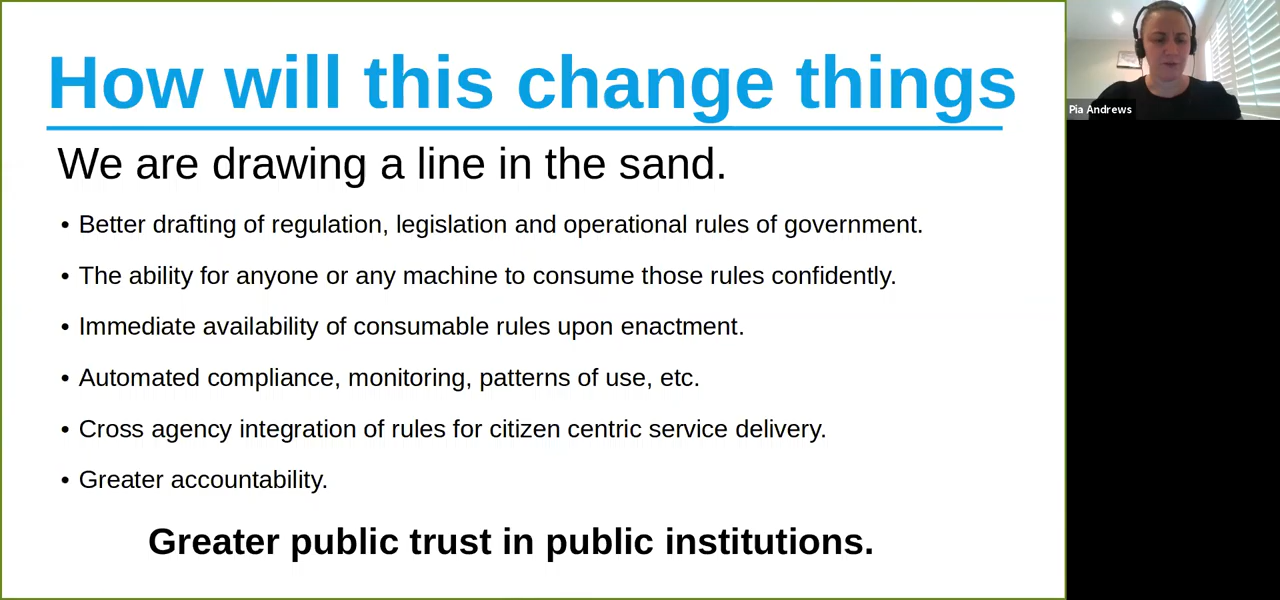 How will this change things
We are drawing a line in the sand.
• Better drafting of regulation, legislation and operational rules of government.
• The ability for anyone or any machine to consume those rules confidently.
• Immediate availability of consumable rules upon enactment.
• Automated compliance, monitoring, patterns of use, etc.
• Cross agency integration of rules for citizen centric service delivery.
• Greater accountability.
Greater public trust in public institutions.
Pia Andrews